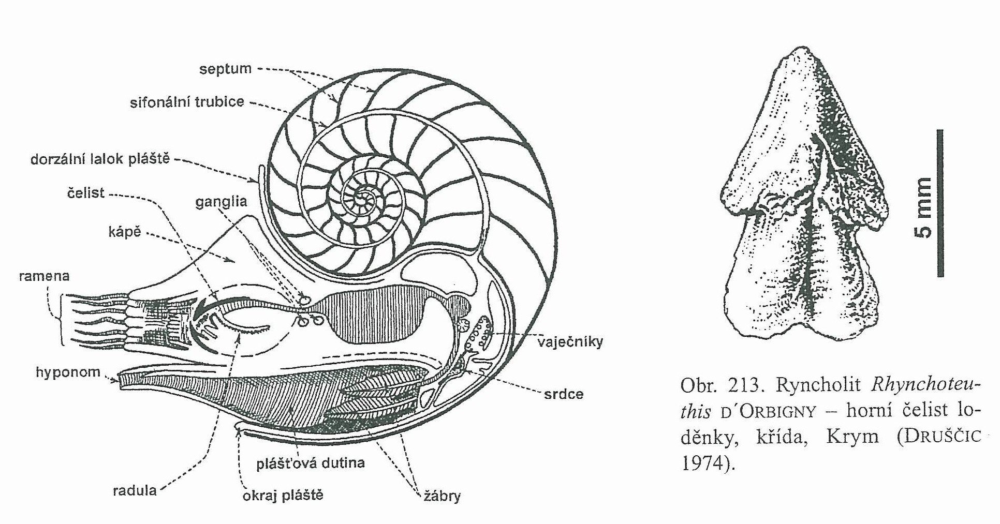 septum
sifonální trubice
dorzální lalok pláště
čelist
ganglia
kápě
ramena
hyponom
vaječníky
srdce
plášťová dutina
radula
okraj pláště
žábry
5 mm
Obr. 213. Ryncholit Rhynchoteu-
this D´ORBIGNY – horní čelist lo-
děnky, křída, Krym (DRUŠČIC
1974).